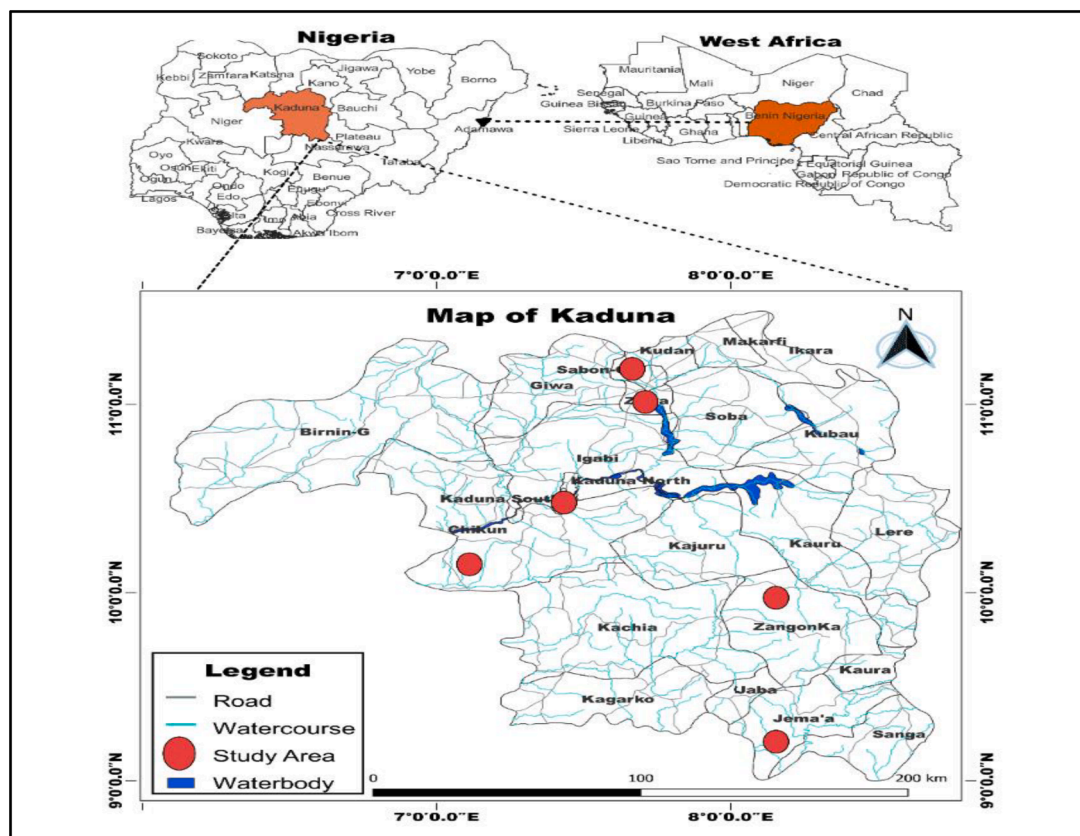 Nigeria
Sokoto
Kebbi
Zamfara
Katsina
Jigawa
Yobe
Borno
Kano
Kaduna
Bauchi
Niger
Adamawa
Plateau
Nassarawa
Kwara
Taraba
Oyo
Kogi
Benue
Osun
Ekiti
Ogun
Ondo
Enugu
Edo
Ebonyi
Lagos
Cross River
Imo
Bayelsa
Akwa Ibom
West Africa
Mauritania
Mali
Niger
Chad
Senegal
Guinea Bissau
Burkina Faso
Guinea
Benin Nigeria
Sierra Leone
Ghana
Liberia
Central African Republic
Sao Tome and Principe
Equatorial Guinea
Gabon
Republic of Congo
Democratic Republic of Congo
7°0'0.0"E
8°0'0.0"E
Map of Kaduna
N
Makarfi
Kudan
Ikara
Sabon-
Giwa
11°0'0.0"N
11°0'0.0"N
Soba
Birnin-G
Kubau
Igabi
Kaduna North
Kaduna Sout
Chikun
Kajuru
Kauru
Lere
10°0'0.0"N
10°0'0.0"N
Kachia
ZangonKa
Kaura
Kagarko
Jaba
Jema'a
Sanga
Legend
Road
Watercourse
Study Area
Waterbody
0
100
200 km
9°0'0.0"N
9°0'0.0"N
7°0'0.0"E
8°0'0.0"E